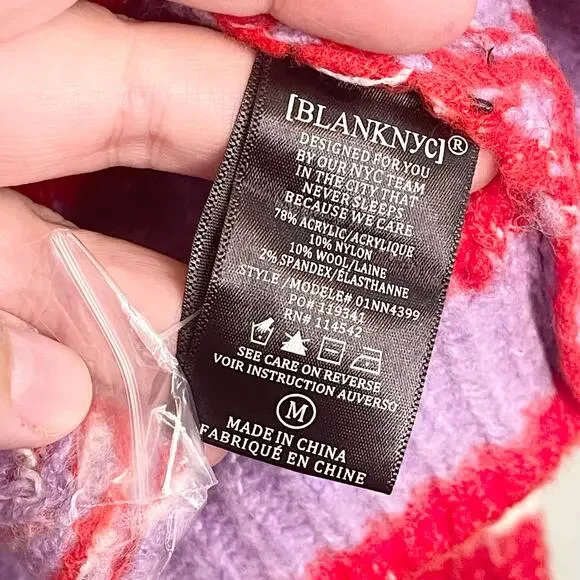 [BLANKNYC]®
DESIGNED FOR YOU
BY OUR NYC TEAM
IN THE CITY THAT
NEVER SLEEPS
BECAUSE WE CARE
78% ACRYLIC/ACRYLIQUE
10% NYLON
10% WOOL/LAINE
2% SPANDEX/ÉLASTHANNE
STYLE/MODÈLE# 01NN4399
PO# 119341
RN# 114542
SEE CARE ON REVERSE
VOIR INSTRUCTION AUVERSO
M
MADE IN CHINA
FABRIQUÉ EN CHINE